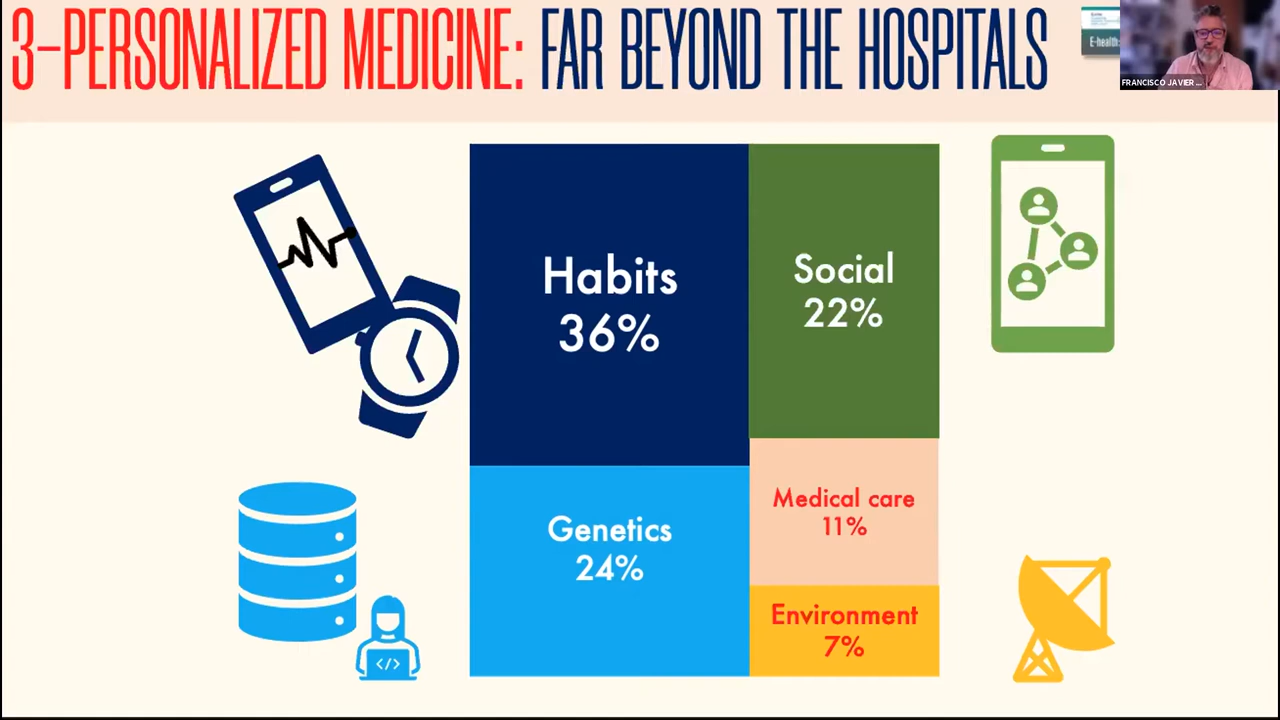 3-PERSONALIZED MEDICINE: FAR BEYOND THE HOSPITALS
E-health:
FRANCISCO JAVIER ...
Habits
36%
Social
22%
Genetics
24%
Medical care
11%
Environment
7%
</>